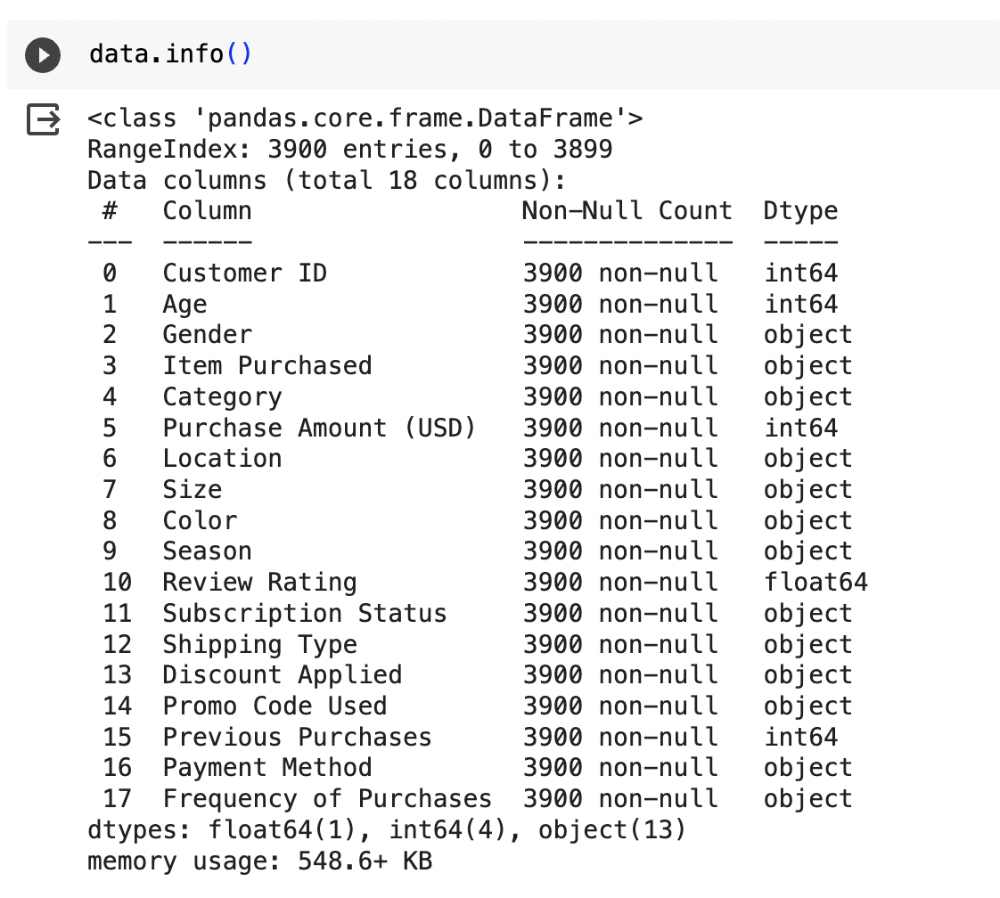 data.info()
<class 'pandas.core.frame.DataFrame'>
RangeIndex: 3900 entries, 0 to 3899
Data columns (total 18 columns):
 #   Column                  Non-Null Count  Dtype
---  ------                  --------------  -----
 0   Customer ID             3900 non-null   int64
 1   Age                     3900 non-null   int64
 2   Gender                  3900 non-null   object
 3   Item Purchased          3900 non-null   object
 4   Category                3900 non-null   object
 5   Purchase Amount (USD)   3900 non-null   int64
 6   Location                3900 non-null   object
 7   Size                    3900 non-null   object
 8   Color                   3900 non-null   object
 9   Season                  3900 non-null   object
 10  Review Rating           3900 non-null   float64
 11  Subscription Status     3900 non-null   object
 12  Shipping Type           3900 non-null   object
 13  Discount Applied        3900 non-null   object
 14  Promo Code Used         3900 non-null   object
 15  Previous Purchases      3900 non-null   int64
 16  Payment Method          3900 non-null   object
 17  Frequency of Purchases  3900 non-null   object
dtypes: float64(1), int64(4), object(13)
memory usage: 548.6+ KB